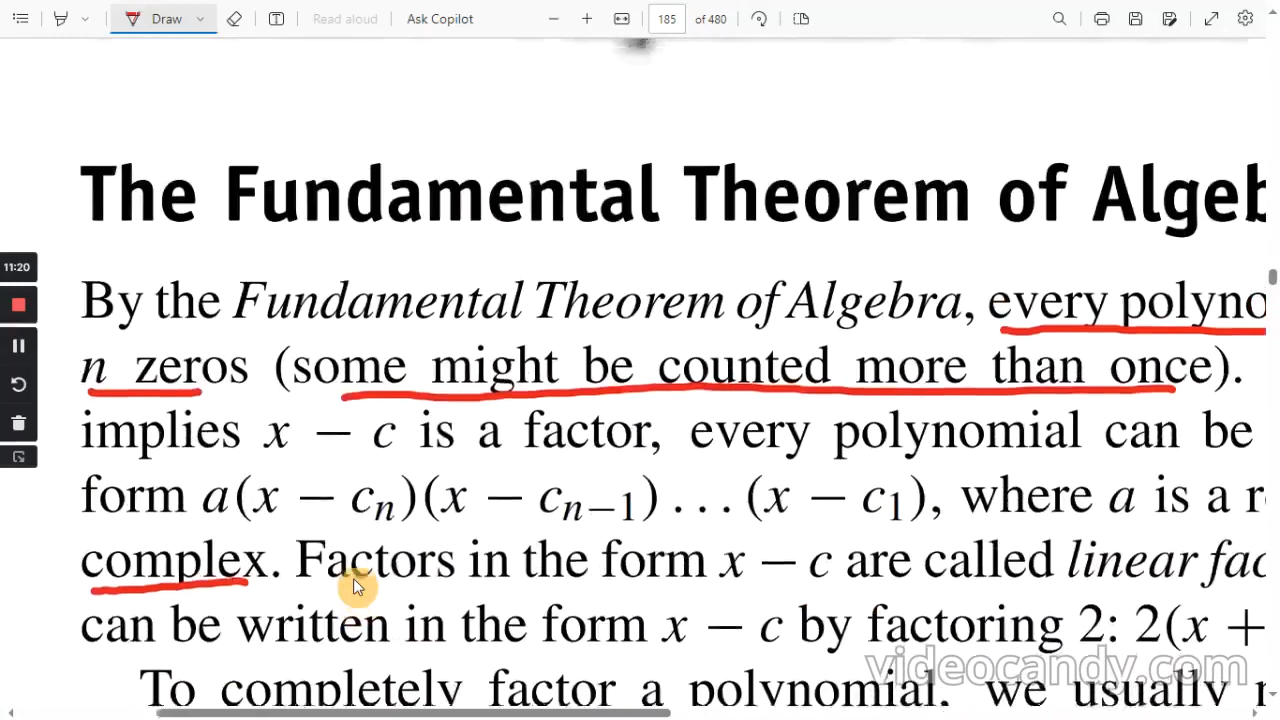 Draw
Read aloud
Ask Copilot
185 of 480
The Fundamental Theorem of Algeb
11:20
By the Fundamental Theorem of Algebra, every polyno
n zeros (some might be counted more than once).
implies x − c is a factor, every polynomial can be
form a(x − cₙ)(x − cₙ₋₁) . . . (x − c₁), where a is a r
complex. Factors in the form x − c are called linear fac
can be written in the form x − c by factoring 2: 2(x +
To completely factor a polynomial, we usually
videocandy.com